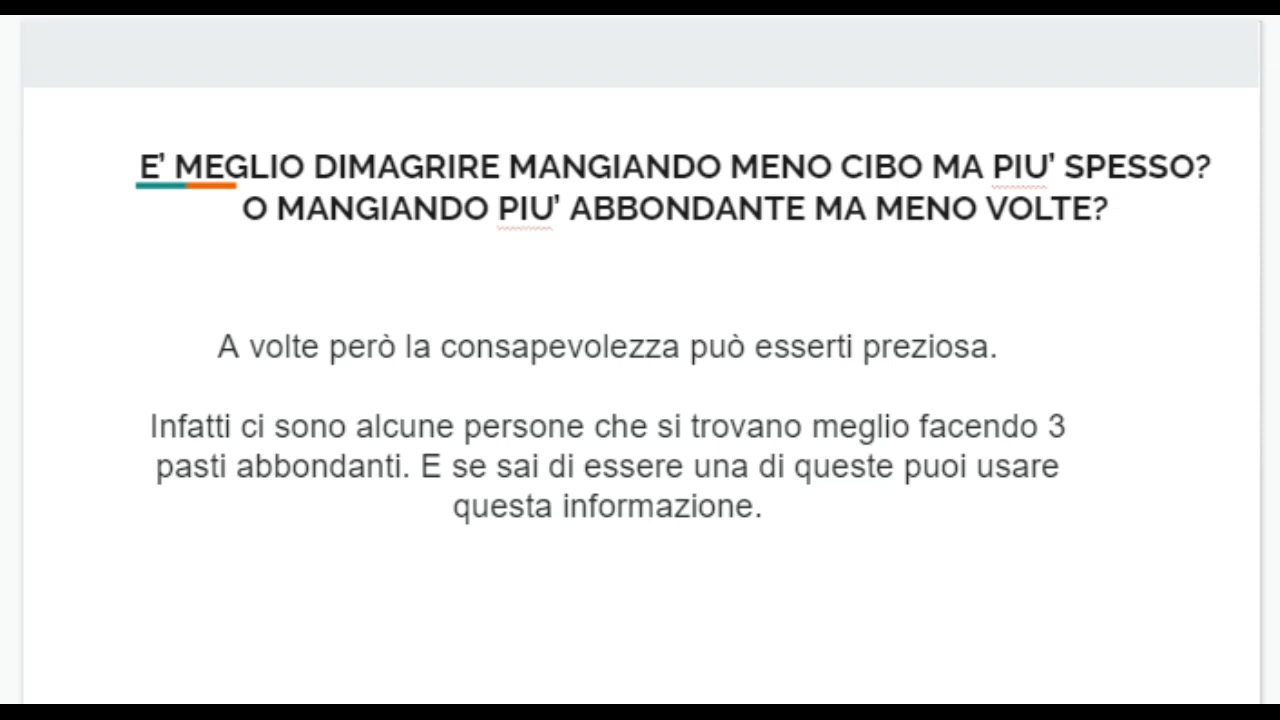 E' MEGLIO DIMAGRIRE MANGIANDO MENO CIBO MA PIU' SPESSO?
O MANGIANDO PIU' ABBONDANTE MA MENO VOLTE?
A volte però la consapevolezza può esserti preziosa.
Infatti ci sono alcune persone che si trovano meglio facendo 3
pasti abbondanti. E se sai di essere una di queste puoi usare
questa informazione.